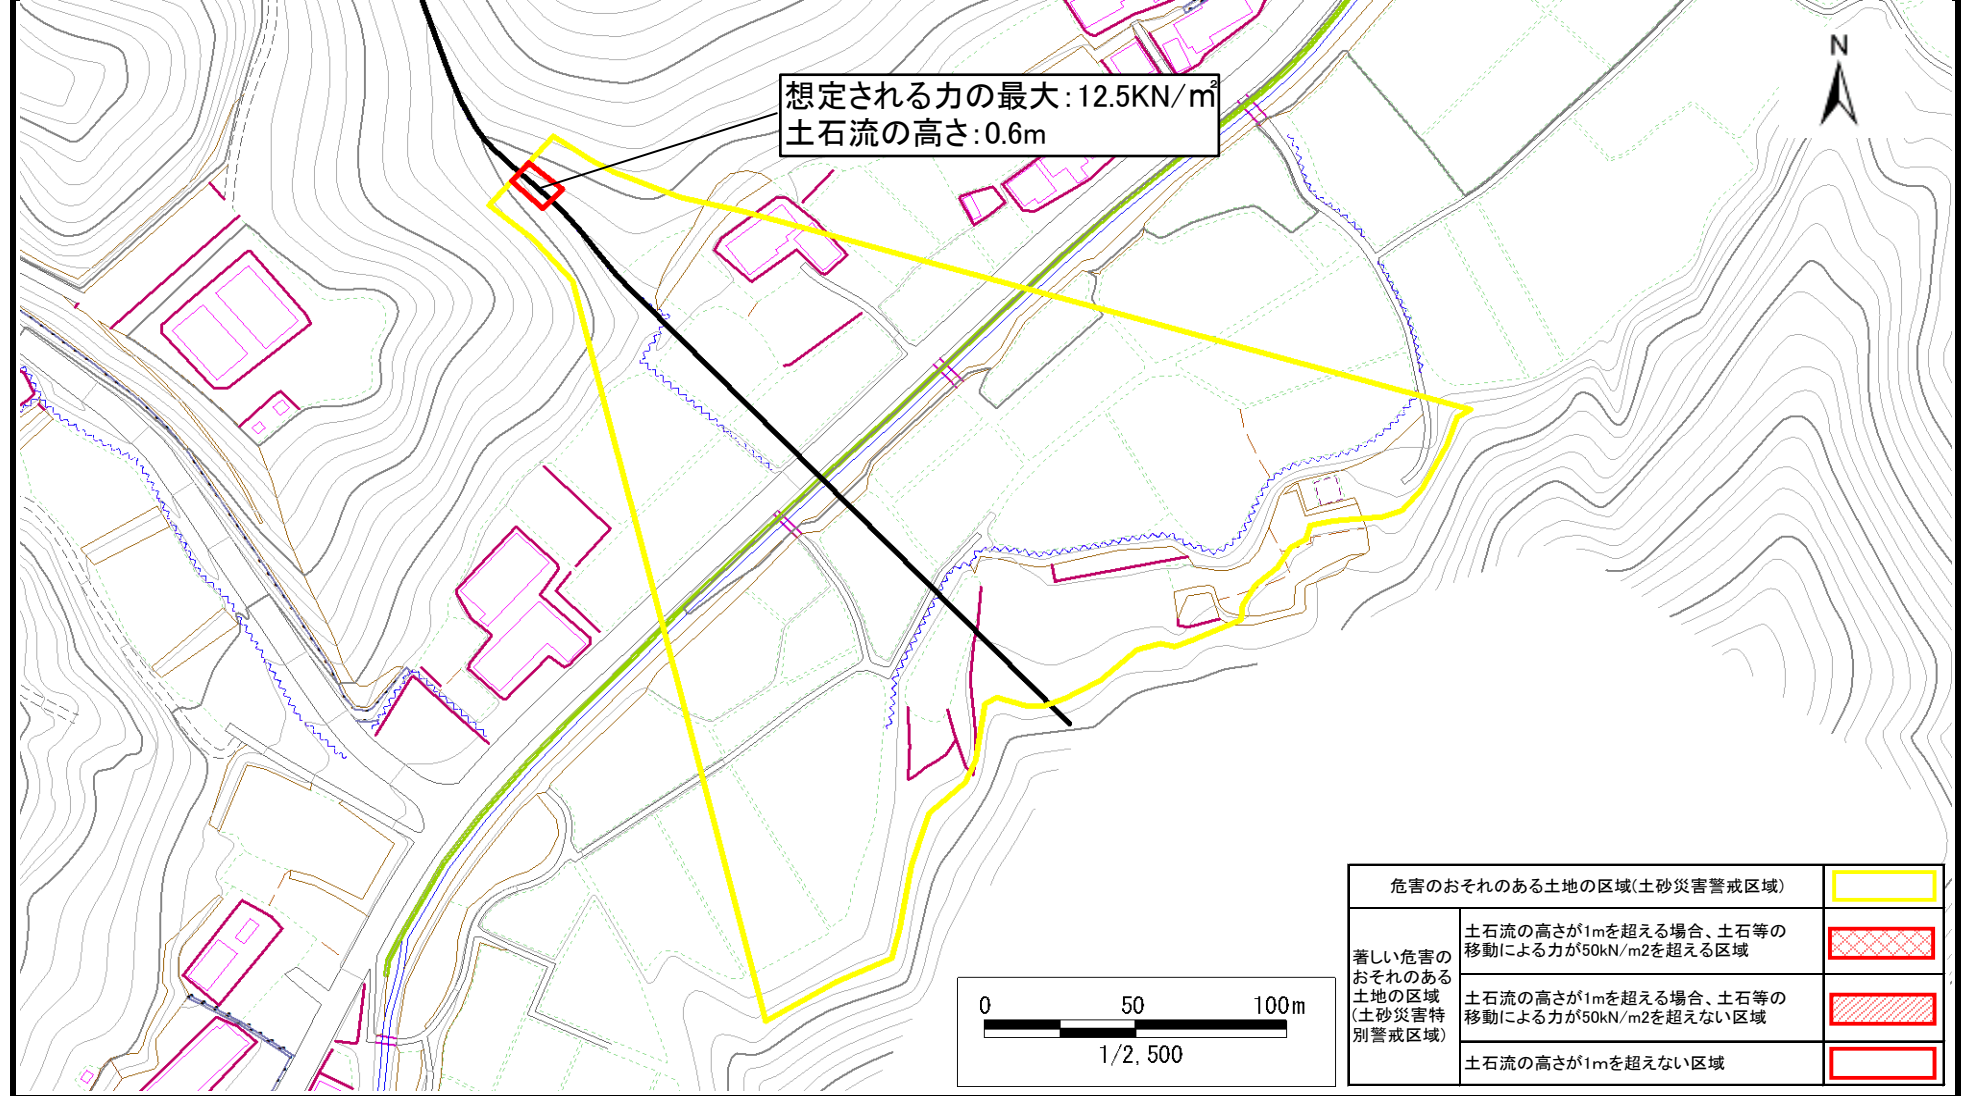 N
想定される力の最大:12.5KN/㎡
土石流の高さ:0.6m
危害のおそれのある土地の区域(土砂災害警戒区域)
著しい危害の
おそれのある
土地の区域
(土砂災害特
別警戒区域)
土石流の高さが1mを超える場合、土石等の
移動による力が50kN/m2を超える区域
土石流の高さが1mを超える場合、土石等の
移動による力が50kN/m2を超えない区域
土石流の高さが1mを超えない区域
0 50 100m
1/2,500